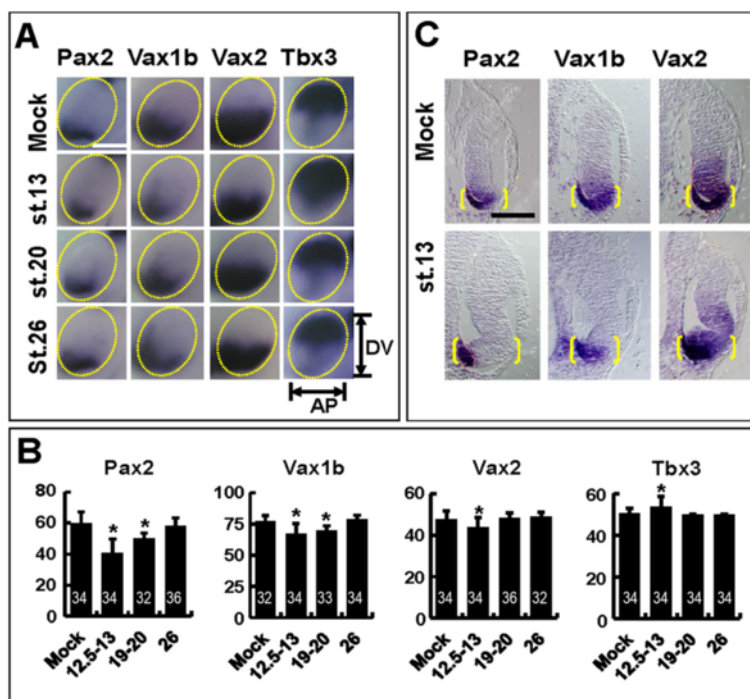 A
Pax2 Vax1b Vax2 Tbx3
Mock
st.13
st.20
St.26
DV
AP
C
Pax2 Vax1b Vax2
Mock
st.13
B
Pax2
80
60
40
20
0
34 34 32 36
Mock 12.5-13 19-20 26
Vax1b
100
75
50
25
0
* *
32 34 33 34
Mock 12.5-13 19-20 26
Vax2
60
40
20
0
*
34 34 36 32
Mock 12.5-13 19-20 26
Tbx3
60
40
20
0
*
34 34 34 34
Mock 12.5-13 19-20 26